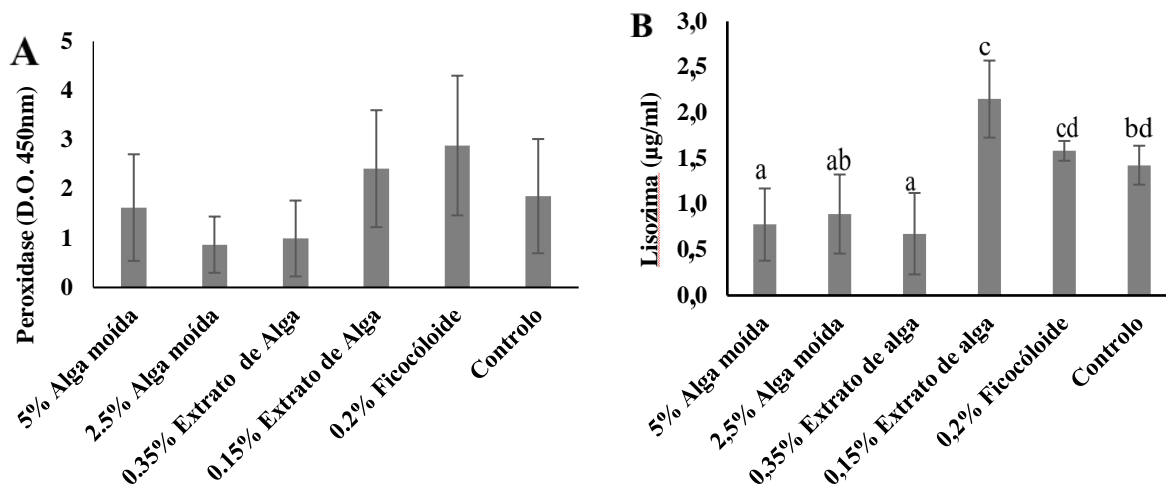 A
Peroxidase (D.O. 450nm)
5
4
3
2
1
0
5% Alga moída
2.5% Alga moída
0.35% Extrato de Alga
0.15% Extrato de Alga
0.2% Ficocóloide
Controlo
B
Lisozima (µg/ml)
3,0
2,5
2,0
1,5
1,0
0,5
0,0
a
ab
a
c
cd
bd
5% Alga moída
2,5% Alga moída
0,35% Extrato de alga
0,15% Extrato de alga
0,2% Ficocóloide
Controlo